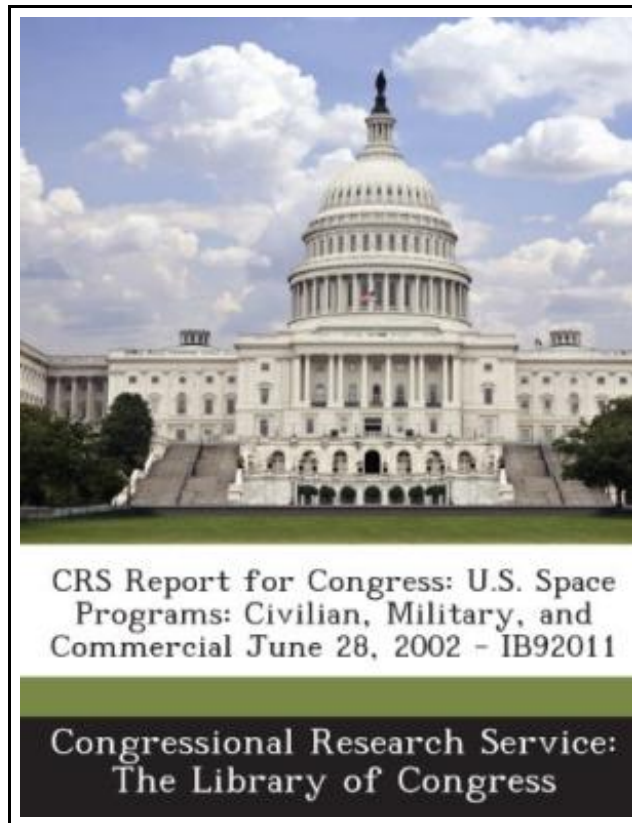 CRS Report for Congress: U.S. Space
Programs: Civilian, Military, and
Commercial June 28, 2002 - IB92011
Congressional Research Service:
The Library of Congress